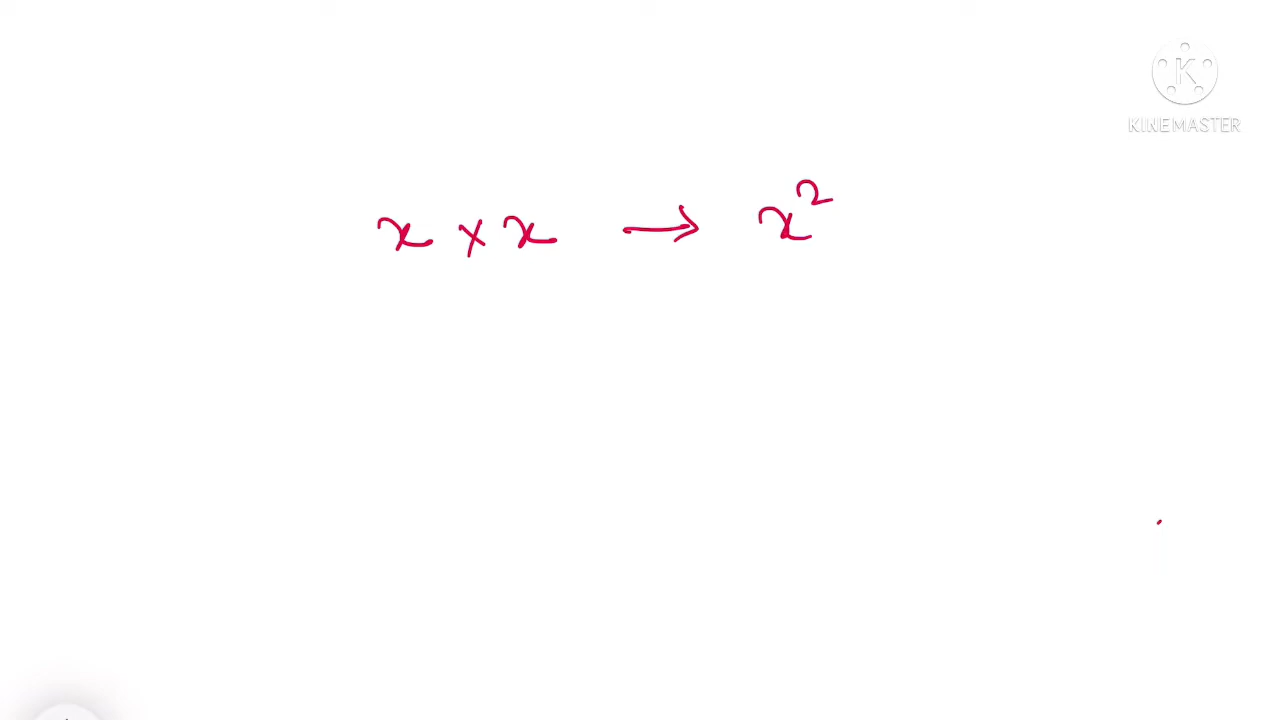 K
KINEMASTER
x × x → x²